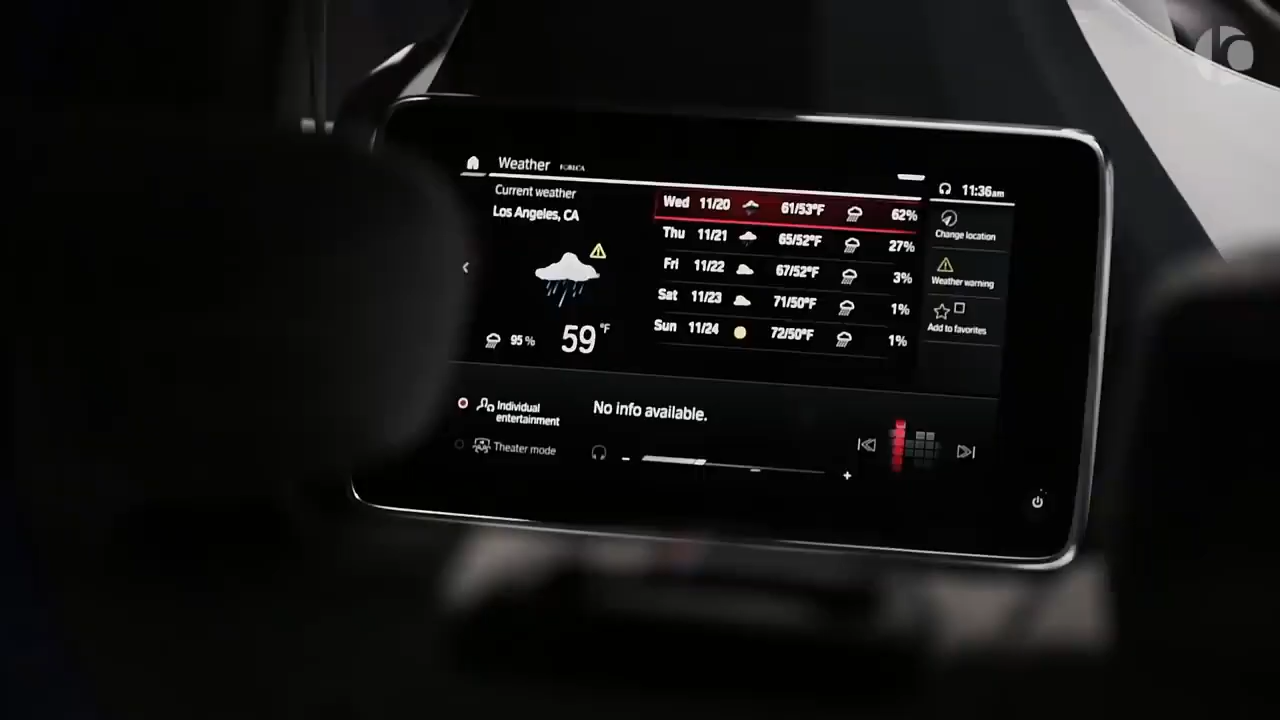 Weather FORECA
11:36am
Current weather
Los Angeles, CA
95 %
59 °F
Wed 11/20 61/53°F 62%
Thu 11/21 65/52°F 27%
Fri 11/22 67/52°F 3%
Sat 11/23 71/50°F 1%
Sun 11/24 72/50°F 1%
Change location
Weather warning
Add to favorites
Individual
entertainment
Theater mode
No info available.
- +